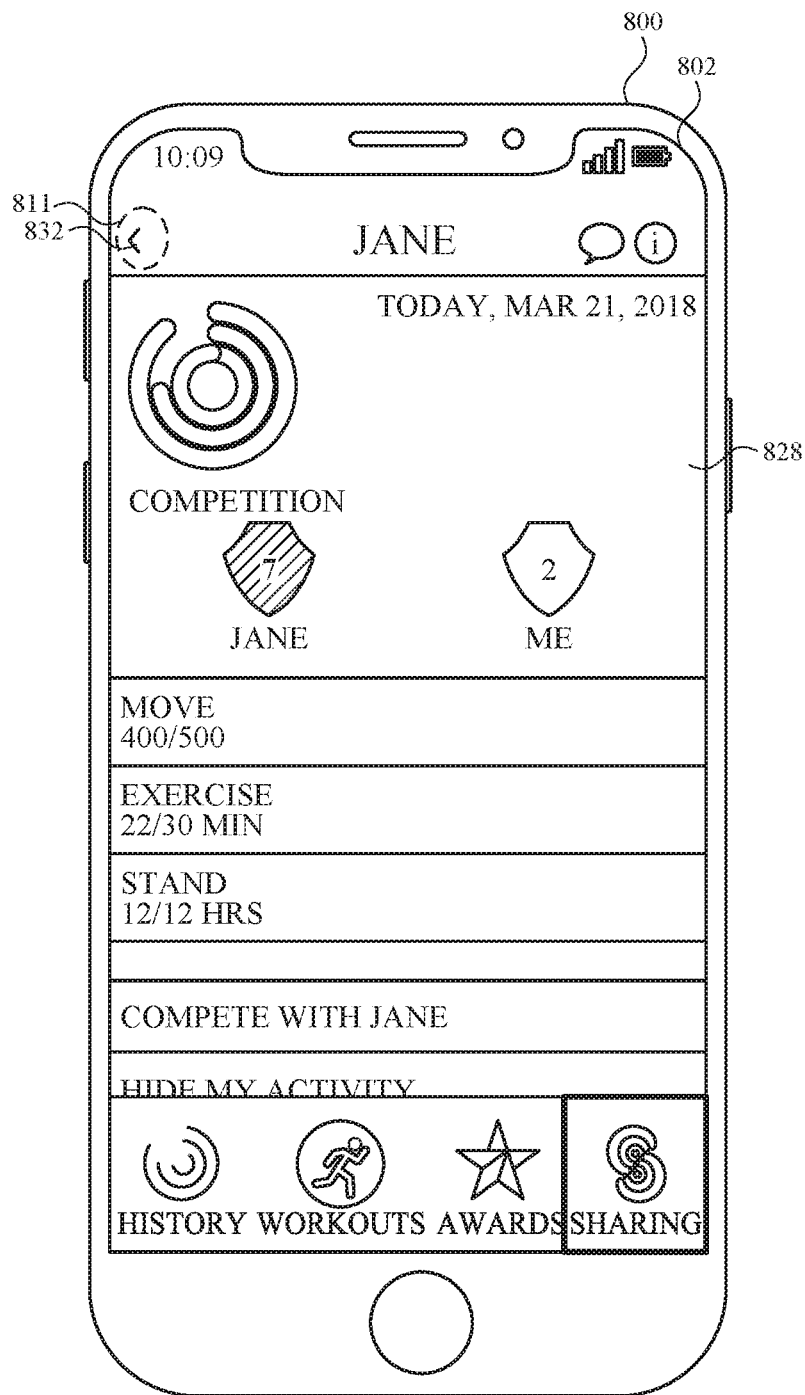 800
802
10:09
811
832
<
JANE
i
TODAY, MAR 21, 2018
828
COMPETITION
7
2
JANE
ME
MOVE
400/500
EXERCISE
22/30 MIN
STAND
12/12 HRS
COMPETE WITH JANE
HIDE MY ACTIVITY
HISTORY WORKOUTS AWARDS SHARING